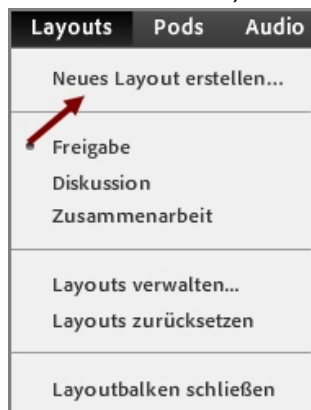 Layouts Pods Audio
Neues Layout erstellen...
Freigabe
Diskussion
Zusammenarbeit
Layouts verwalten...
Layouts zurücksetzen
Layoutbalken schließen